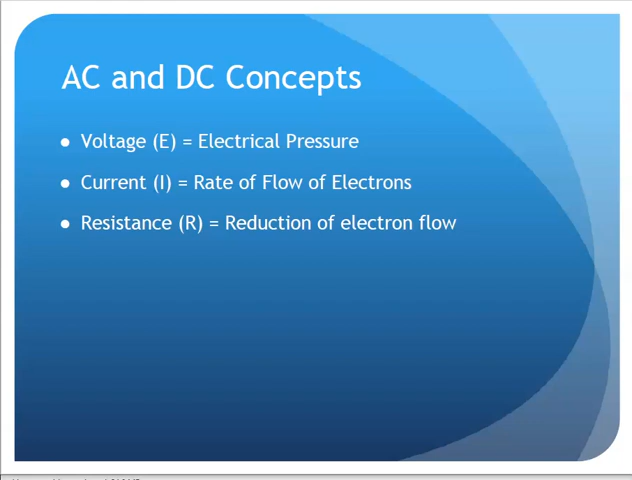 AC and DC Concepts
● Voltage (E) = Electrical Pressure
● Current (I) = Rate of Flow of Electrons
● Resistance (R) = Reduction of electron flow